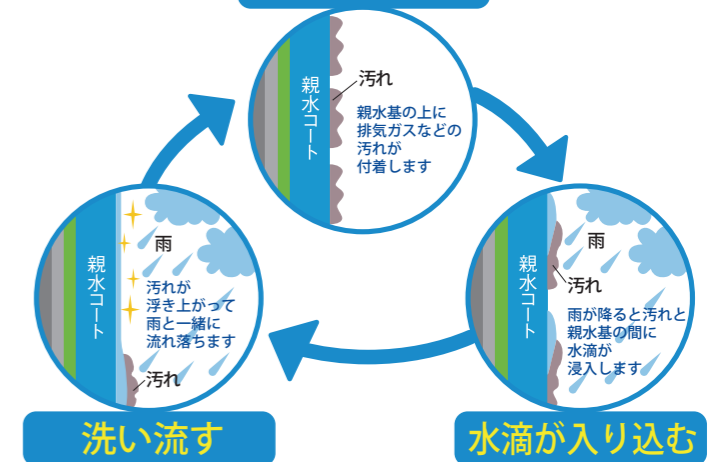 親水コート
汚れ
親水基の上に
排気ガスなどの
汚れが
付着します
親水コート
雨
汚れ
雨が降ると汚れと
親水基の間に
水滴が
浸入します
水滴が入り込む
親水コート
雨
汚れが
浮き上がって
雨と一緒に
流れ落ちます
汚れ
洗い流す